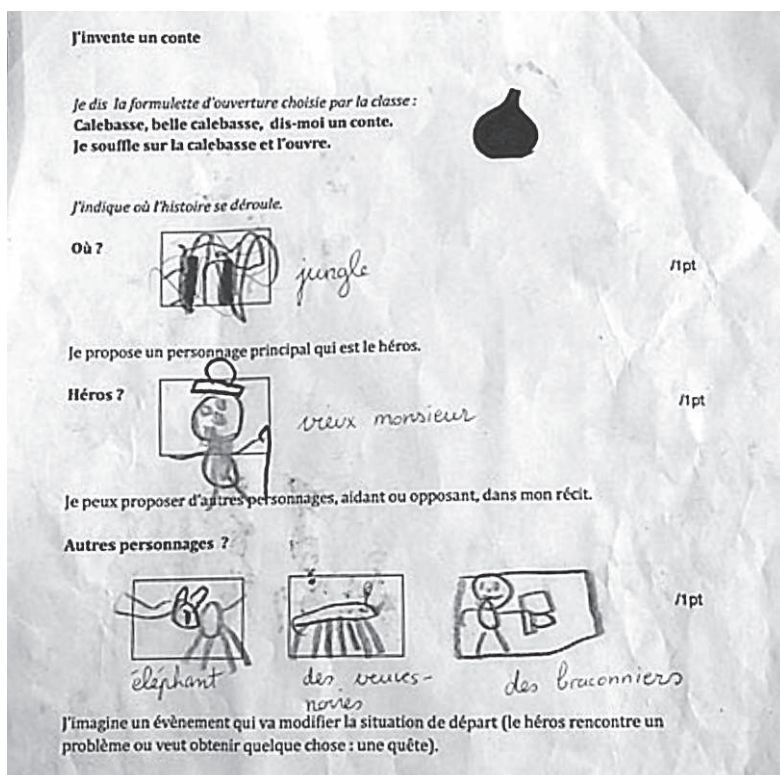 J'invente un conte
Je dis la formulette d'ouverture choisie par la classe :
Calebasse, belle calebasse, dis-moi un conte.
Je souffle sur la calebasse et l'ouvre.
J'indique où l'histoire se déroule.
Où ?
jungle
/1pt
Je propose un personnage principal qui est le héros.
Héros ?
vieux monsieur
/1pt
Je peux proposer d'autres personnages, aidant ou opposant, dans mon récit.
Autres personnages ?
/1pt
éléphant
des veuves-
noires
des braconniers
J'imagine un évènement qui va modifier la situation de départ (le héros rencontre un
problème ou veut obtenir quelque chose : une quête).